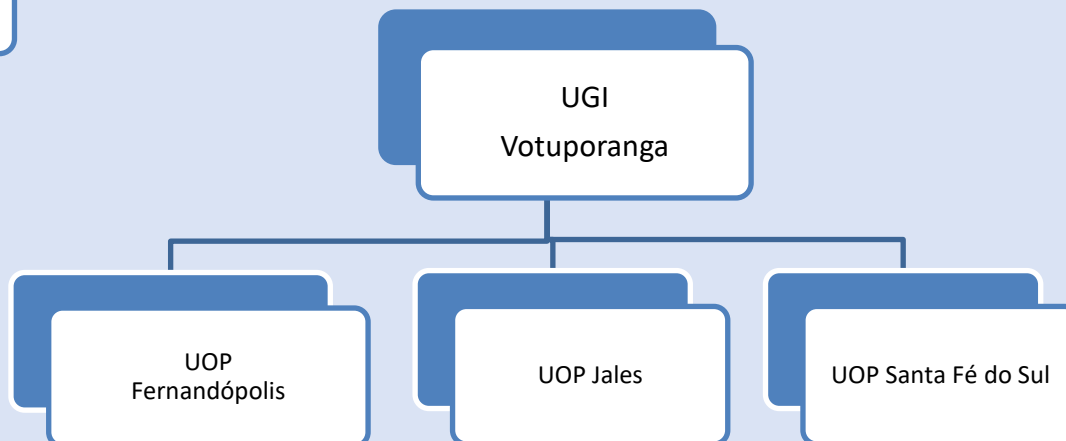 UGI
Votuporanga
UOP
Fernandópolis
UOP Jales
UOP Santa Fé do Sul